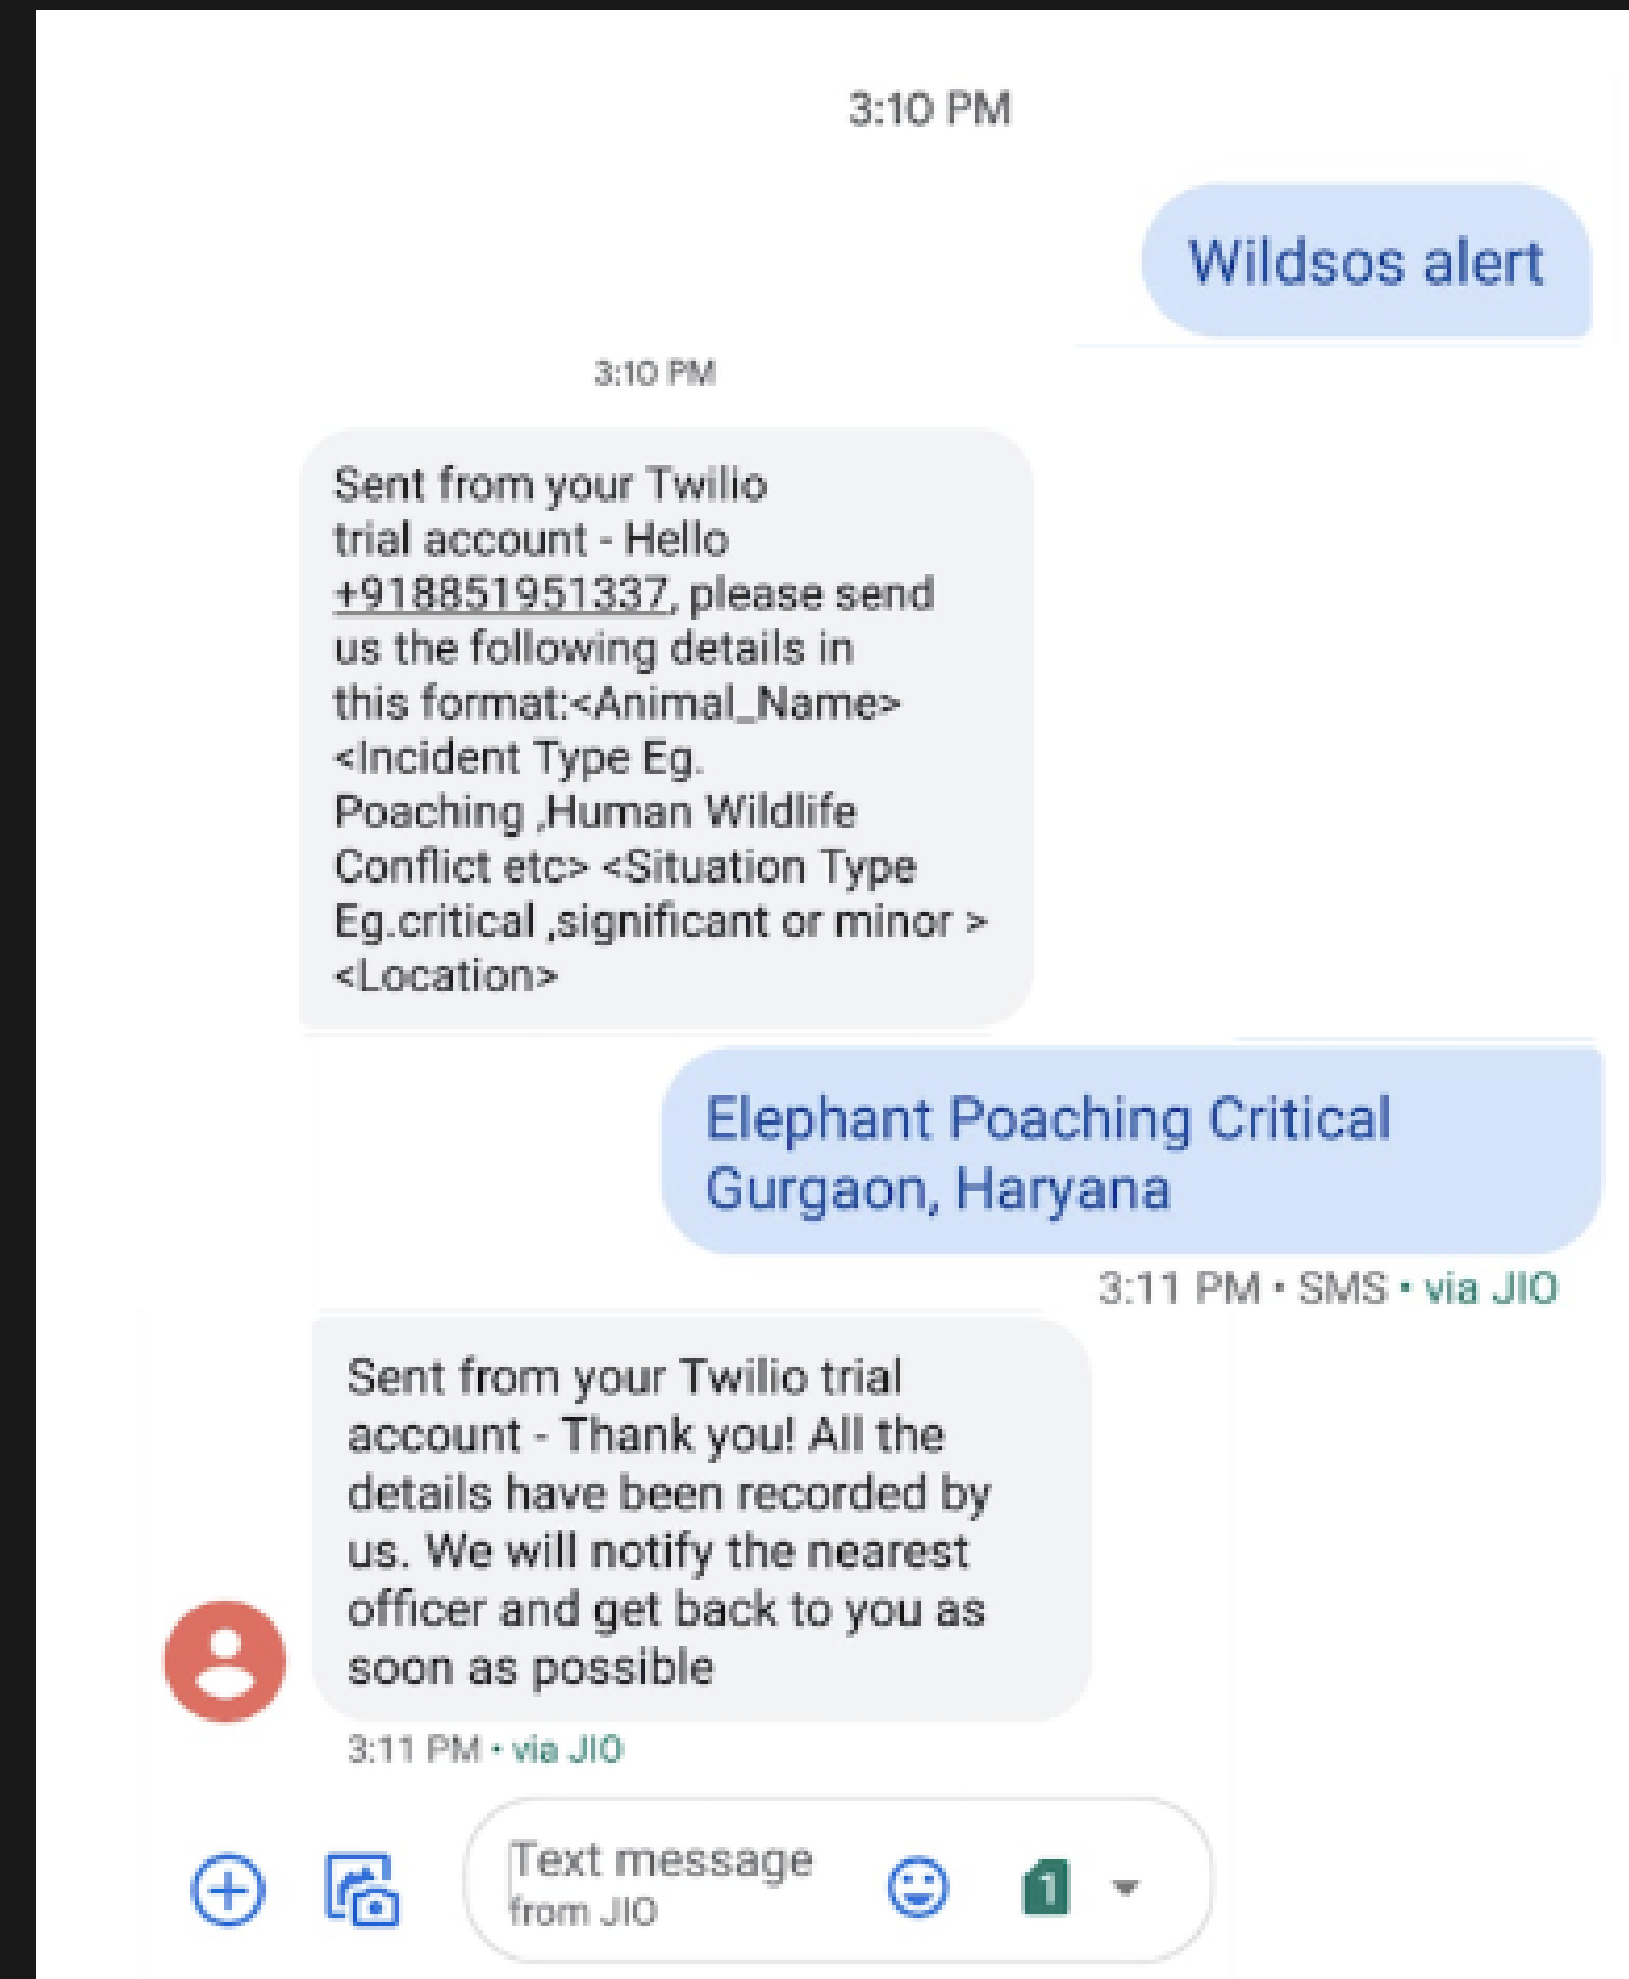 3:10 PM
Wildsos alert
3:10 PM
Sent from your Twilio
trial account - Hello
+918851951337, please send
us the following details in
this format:<Animal_Name>
<Incident Type Eg.
Poaching ,Human Wildlife
Conflict etc> <Situation Type
Eg.critical ,significant or minor >
<Location>
Elephant Poaching Critical
Gurgaon, Haryana
3:11 PM • SMS • via JIO
Sent from your Twilio trial
account - Thank you! All the
details have been recorded by
us. We will notify the nearest
officer and get back to you as
soon as possible
3:11 PM • via JIO
Text message
from JIO
1